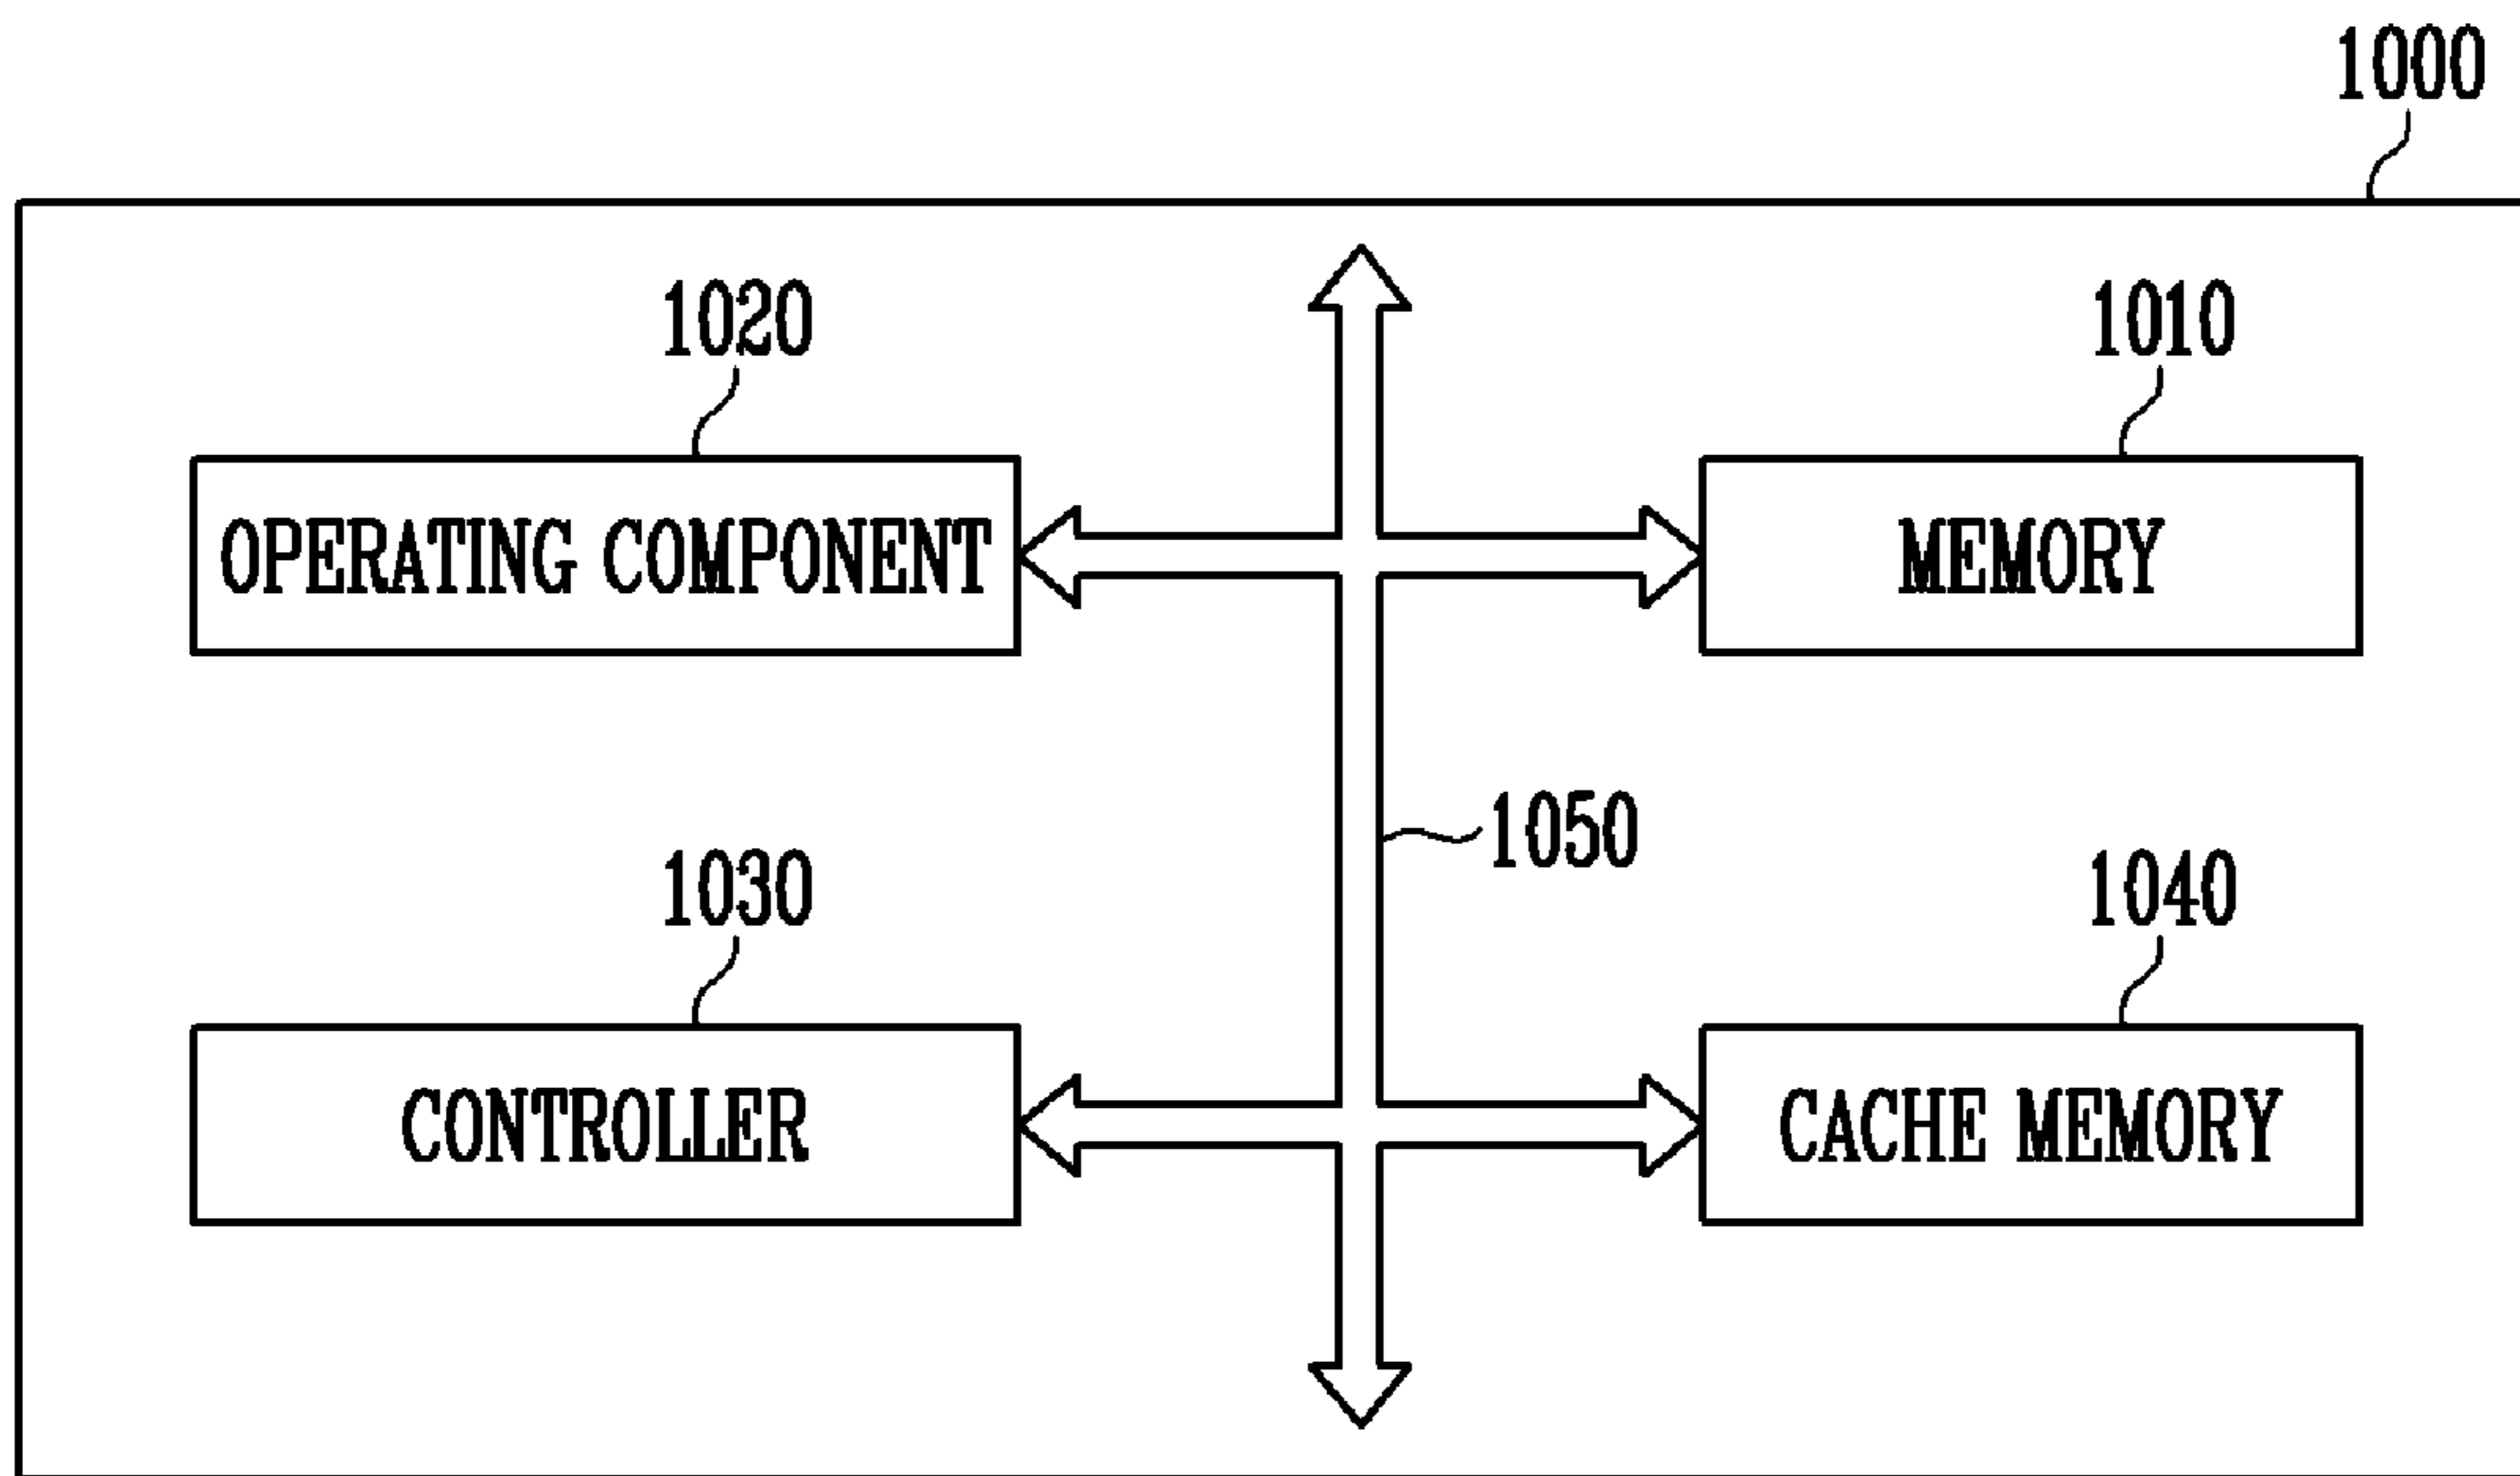 1000
1020
1010
OPERATING COMPONENT
MEMORY
1050
1030
1040
CONTROLLER
CACHE MEMORY